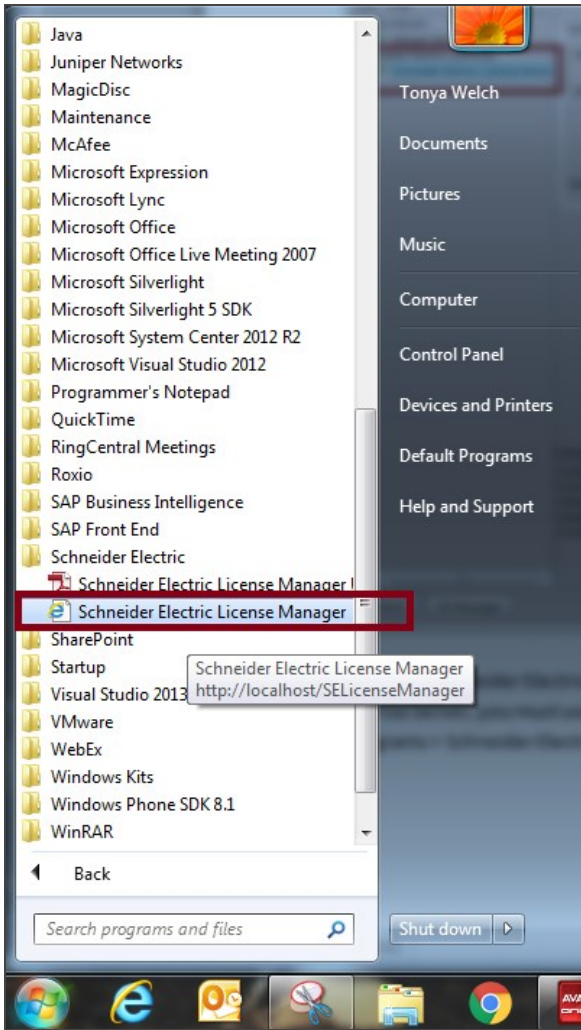 Java
Juniper Networks
MagicDisc
Maintenance
McAfee
Microsoft Expression
Microsoft Lync
Microsoft Office
Microsoft Office Live Meeting 2007
Microsoft Silverlight
Microsoft Silverlight 5 SDK
Microsoft System Center 2012 R2
Microsoft Visual Studio 2012
Programmer's Notepad
QuickTime
RingCentral Meetings
Roxio
SAP Business Intelligence
SAP Front End
Schneider Electric
Schneider Electric License Manager
Schneider Electric License Manager
SharePoint
Startup
Visual Studio 2013
VMware
WebEx
Windows Kits
Windows Phone SDK 8.1
WinRAR
Back
Search programs and files
Schneider Electric License Manager
http://localhost/SELicenseManager
Tonya Welch
Documents
Pictures
Music
Computer
Control Panel
Devices and Printers
Default Programs
Help and Support
Shut down